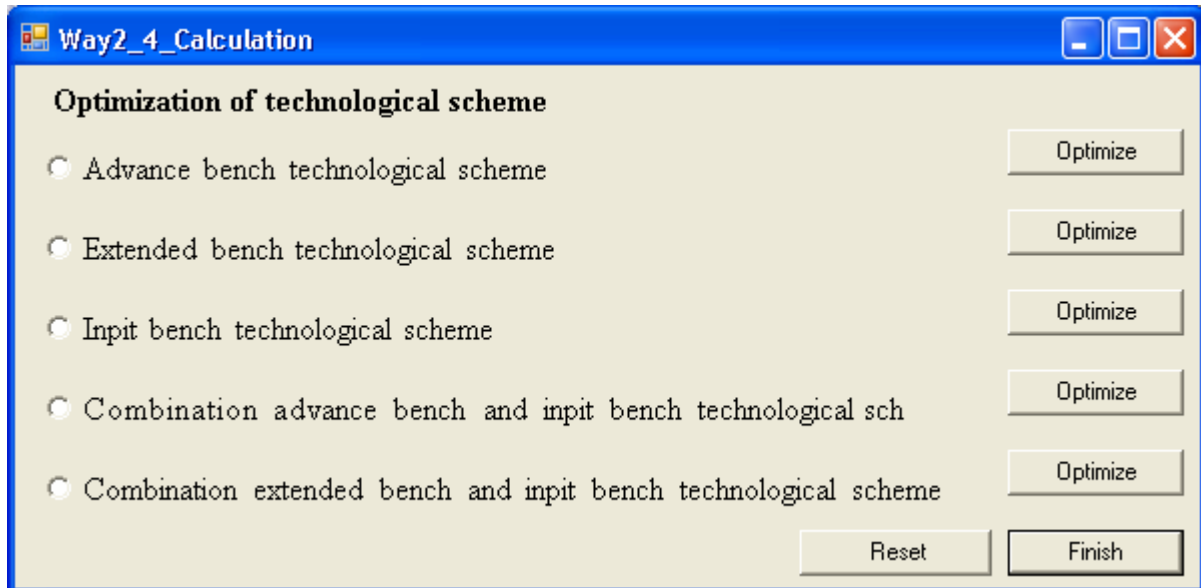 Way2_4_Calculation
Optimization of technological scheme
Advance bench technological scheme
Optimize
Extended bench technological scheme
Optimize
Inpit bench technological scheme
Optimize
Combination advance bench and inpit bench technological sch
Optimize
Combination extended bench and inpit bench technological scheme
Optimize
Reset
Finish